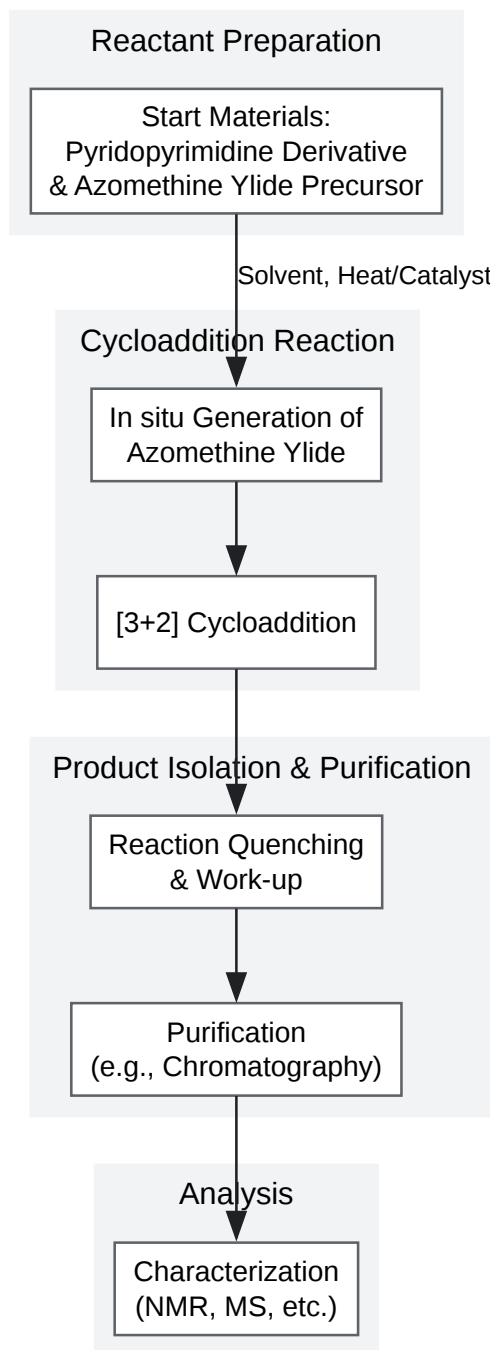 Reactant Preparation
Start Materials:
Pyridopyrimidine Derivative
& Azomethine Ylide Precursor
Solvent, Heat/Catalyst
Cycloaddition Reaction
In situ Generation of
Azomethine Ylide
[3+2] Cycloaddition
Product Isolation & Purification
Reaction Quenching
& Work-up
Purification
(e.g., Chromatography)
Analysis
Characterization
(NMR, MS, etc.)